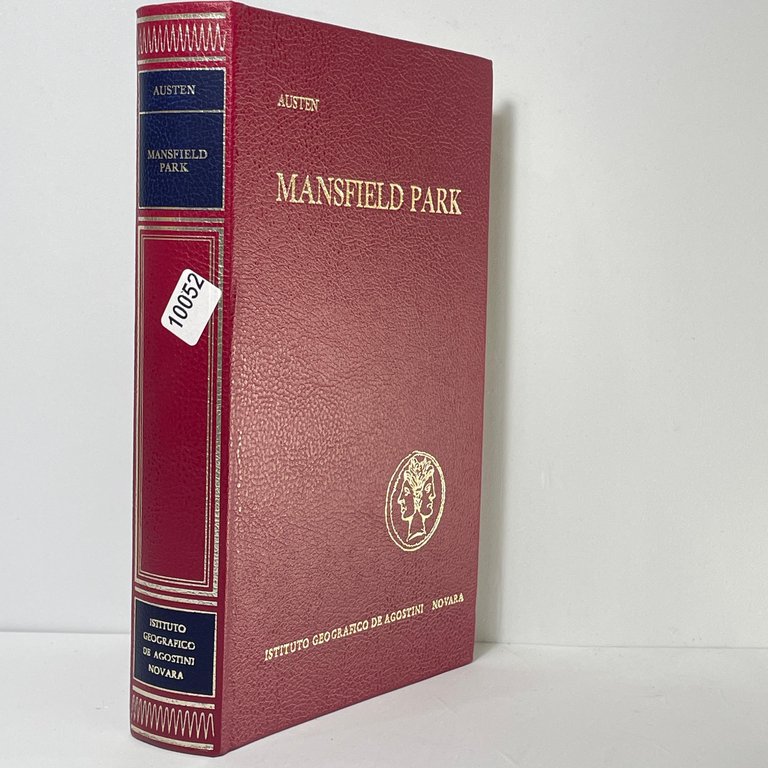 AUSTEN
MANSFIELD
PARK
10052
ISTITUTO
GEOGRAFICO
DE AGOSTINI
NOVARA
AUSTEN
MANSFIELD PARK
ISTITUTO GEOGRAFICO DE AGOSTINI NOVARA